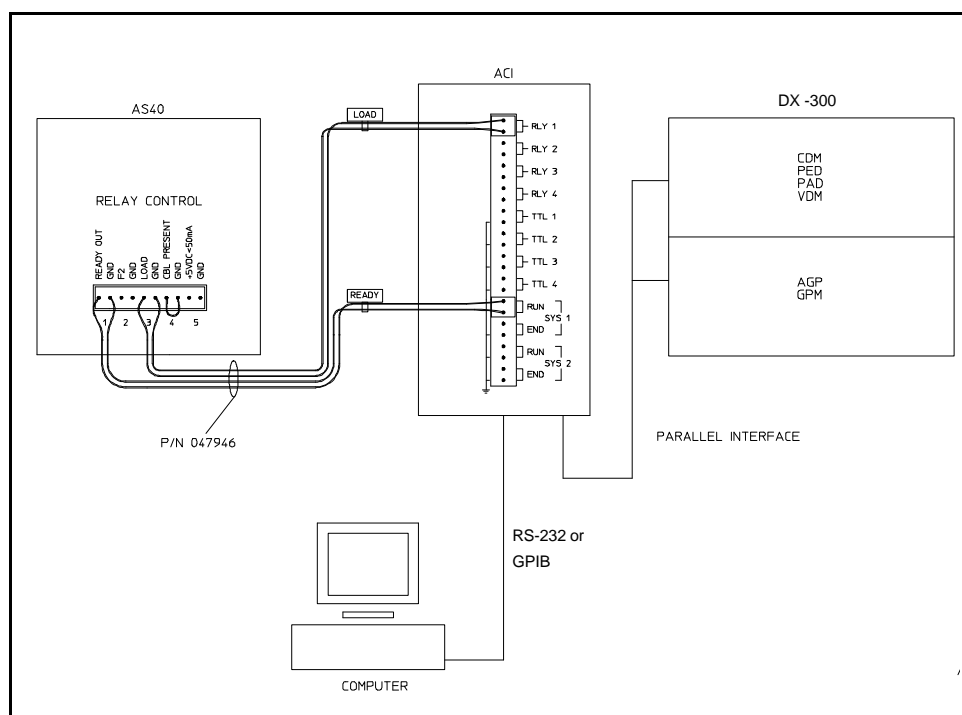 ACI
AS40
DX -300
LOAD
RLY 1
RLY 2
RLY 3
RLY 4
TTL 1
TTL 2
TTL 3
TTL 4
RUN
SYS 1
END
RUN
SYS 2
END
CDM
PED
PAD
VDM
AGP
GPM
RELAY CONTROL
READY OUT
GND
F2
GND
LOAD
GND
CBL PRESENT
GND
+5VDC<50mA
GND
1 2 3 4 5
READY
P/N 047946
PARALLEL INTERFACE
RS-232 or
GPIB
COMPUTER